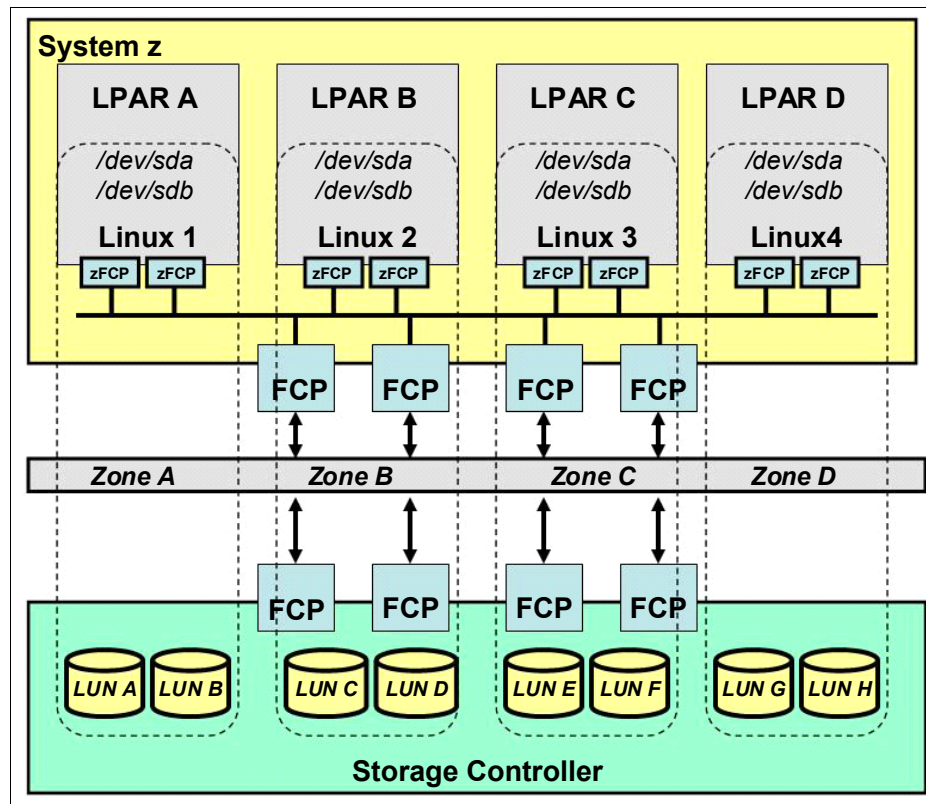 System z
LPAR A LPAR B LPAR C LPAR D
/dev/sda /dev/sda /dev/sda /dev/sda
/dev/sdb /dev/sdb /dev/sdb /dev/sdb
Linux 1 Linux 2 Linux 3 Linux4
zFCP zFCP zFCP zFCP zFCP zFCP zFCP zFCP
FCP FCP FCP FCP
Zone A Zone B Zone C Zone D
FCP FCP FCP FCP
LUN A LUN B LUN C LUN D LUN E LUN F LUN G LUN H
Storage Controller